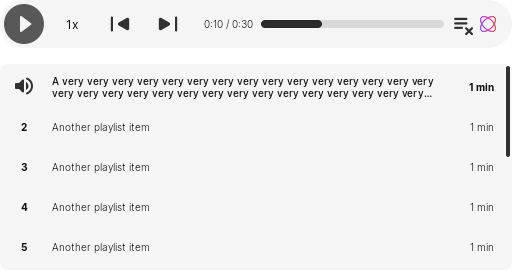 1x
0:10 / 0:30
A very very very very very very very very very very very very very very very
very very very very very very very very very very very very very very very...
1 min
2 Another playlist item 1 min
3 Another playlist item 1 min
4 Another playlist item 1 min
5 Another playlist item 1 min